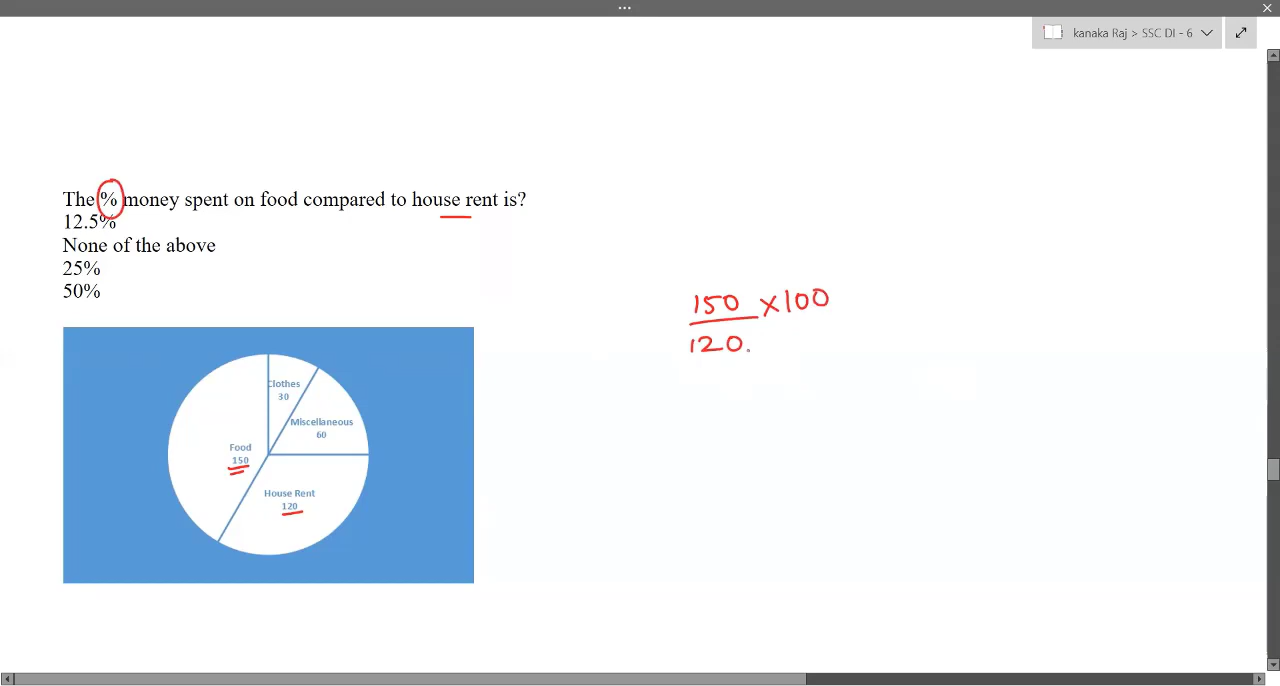 kanaka Raj > SSC DI - 6
The % money spent on food compared to house rent is?
12.5%
None of the above
25%
50%
150 x 100
120.
Clothes
30
Miscellaneous
60
Food
150
House Rent
120